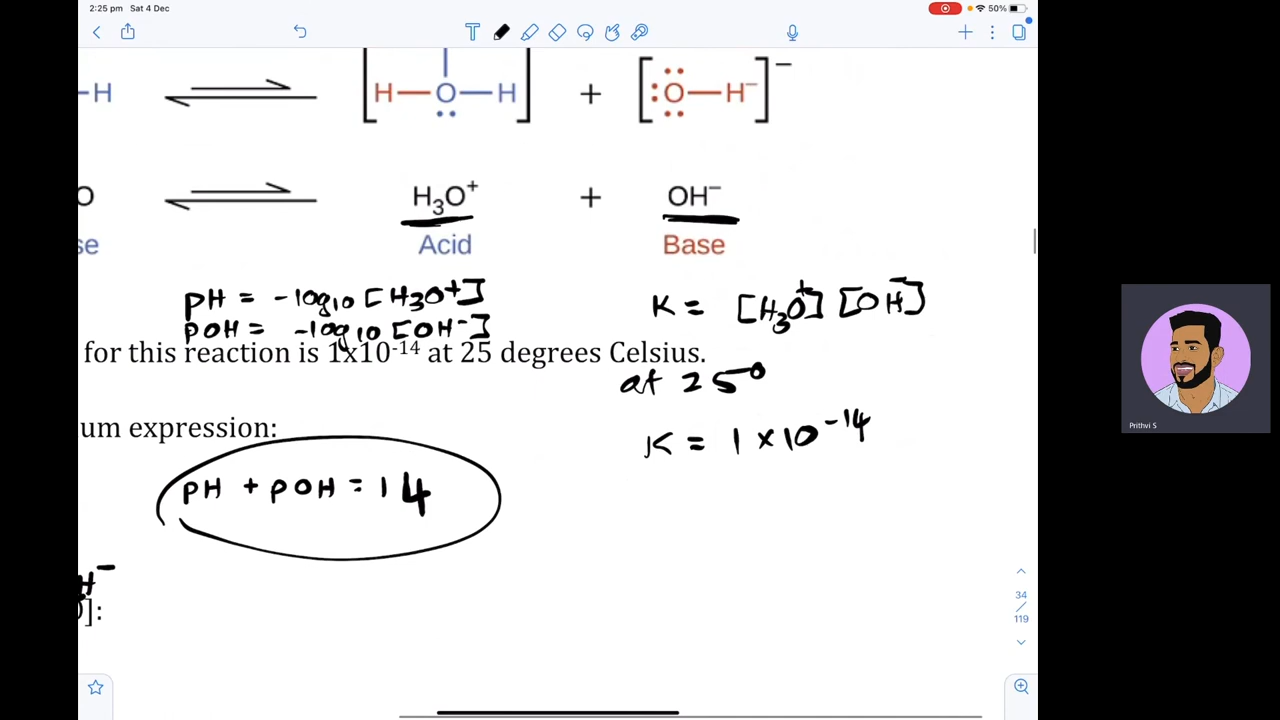 2:25 pm Sat 4 Dec
50%
-H
H-O-H
+
[:O-H⁻]⁻
O
H₃O⁺ + OH⁻
se
Acid
Base
pH = -log₁₀ [H₃O⁺]
pOH = -log₁₀ [OH⁻]
K = [H₃O⁺] [OH⁻]
for this reaction is 1x10⁻¹⁴ at 25 degrees Celsius.
at 25°
um expression:
K = 1 × 10⁻¹⁴
pH + pOH = 14
H⁻
]:
34
/
119
Prithvi S